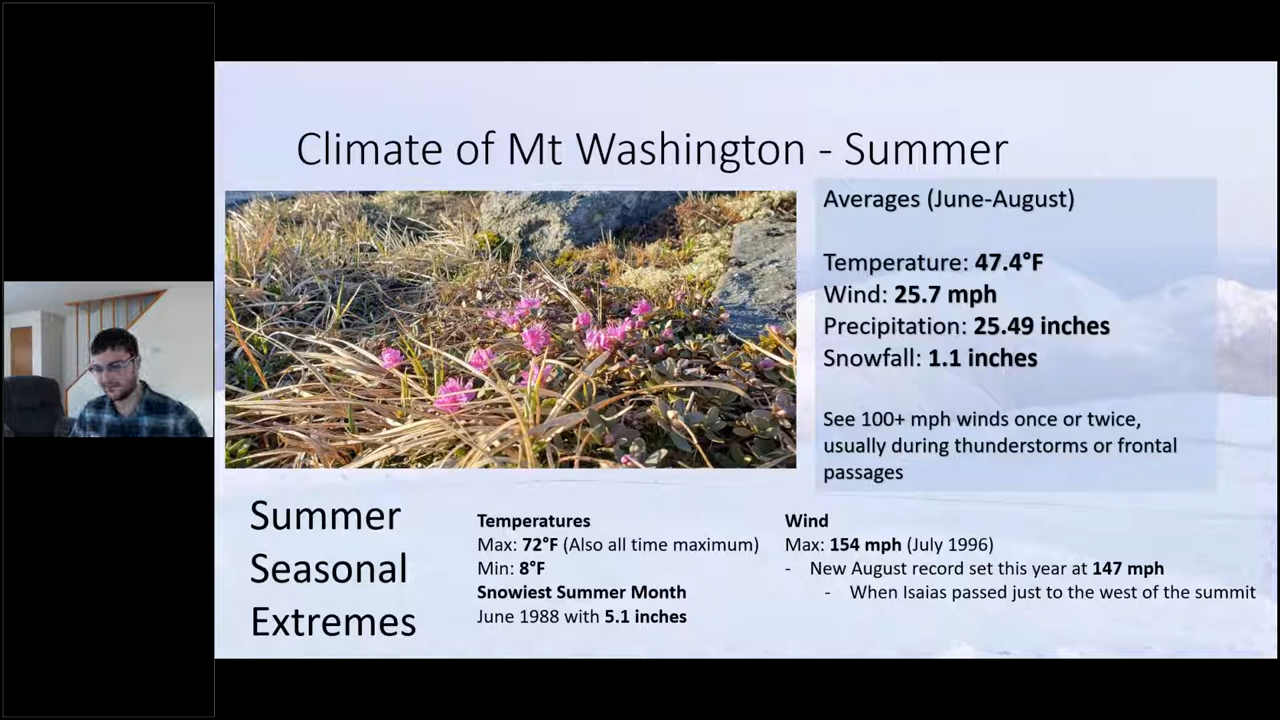 Climate of Mt Washington - Summer
Averages (June-August)
Temperature: 47.4°F
Wind: 25.7 mph
Precipitation: 25.49 inches
Snowfall: 1.1 inches
See 100+ mph winds once or twice,
usually during thunderstorms or frontal
passages
Summer
Seasonal
Extremes
Temperatures
Max: 72°F (Also all time maximum)
Min: 8°F
Snowiest Summer Month
June 1988 with 5.1 inches
Wind
Max: 154 mph (July 1996)
- New August record set this year at 147 mph
- When Isaias passed just to the west of the summit